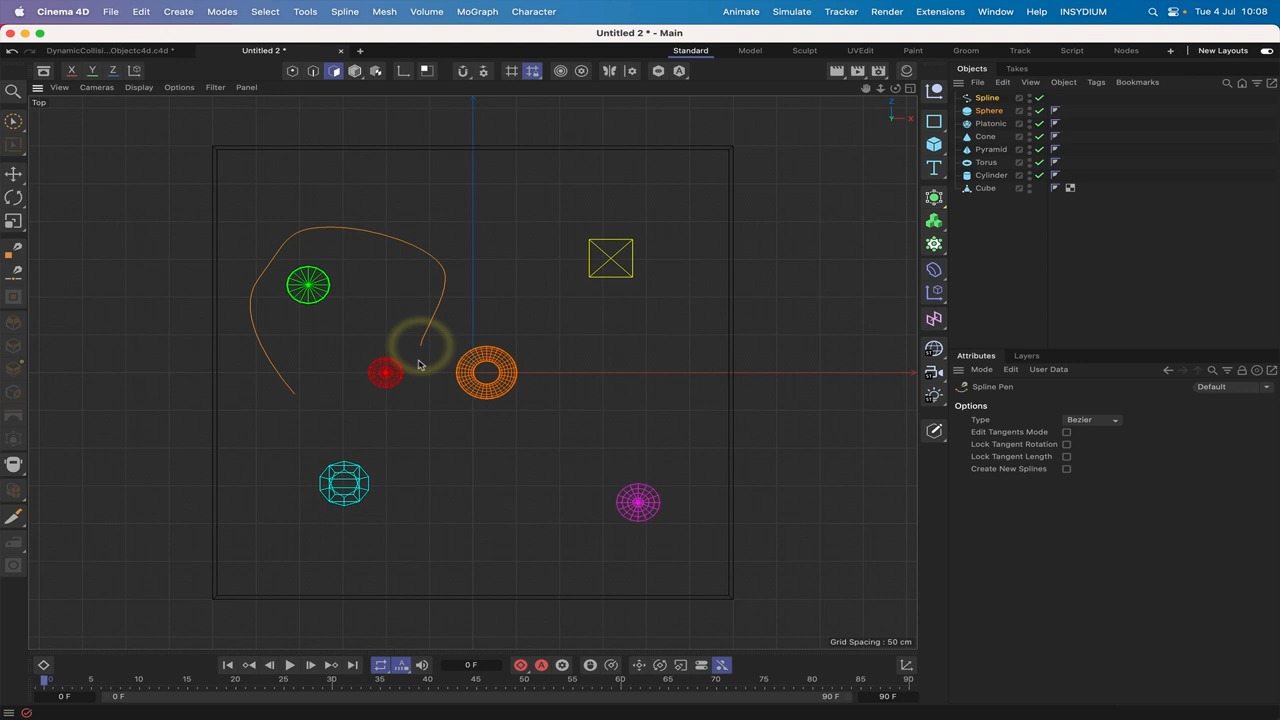 Cinema 4D File Edit Create Modes Select Tools Spline Mesh Volume MoGraph Character Animate Simulate Tracker Render Extensions Window Help INSYDIUM Tue 4 Jul 10:08
Untitled 2 * - Main
DynamicCollisi...Objectc4d.c4d * Untitled 2 * Standard Model Sculpt UVEdit Paint Groom Track Script Nodes New Layouts
X Y Z
Objects Takes
View Cameras Display Options Filter Panel
File Edit View Object Tags Bookmarks
Top
Z
Y X
Spline
Sphere
Platonic
Cone
Pyramid
Torus
Cylinder
Cube
Attributes Layers
Mode Edit User Data
Spline Pen Default
Options
Type Bezier
Edit Tangents Mode
Lock Tangent Rotation
Lock Tangent Length
Create New Splines
Grid Spacing : 50 cm
0 F
0 5 10 15 20 25 30 35 40 45 50 55 60 65 70 75 80 85 90
0 F 0 F 90 F 90 F